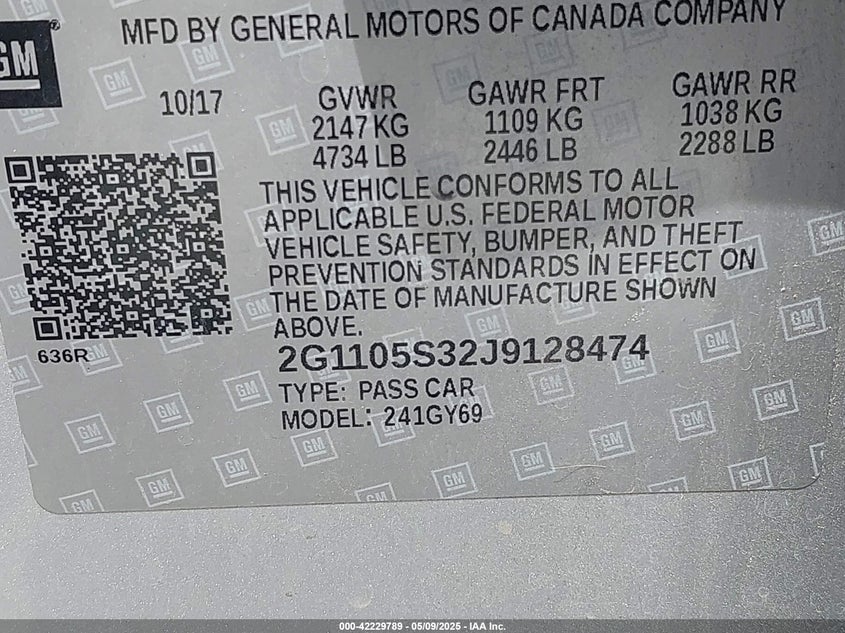 MFD BY GENERAL MOTORS OF CANADA COMPANY
GM
10/17
GVWR
2147 KG
4734 LB
GAWR FRT
1109 KG
2446 LB
GAWR RR
1038 KG
2288 LB
THIS VEHICLE CONFORMS TO ALL
APPLICABLE U.S. FEDERAL MOTOR
VEHICLE SAFETY, BUMPER, AND THEFT
PREVENTION STANDARDS IN EFFECT ON
THE DATE OF MANUFACTURE SHOWN
ABOVE.
636R
2G1105S32J9128474
TYPE: PASS CAR
MODEL: 241GY69
000-42229789 - 05/09/2025 - IAA Inc.